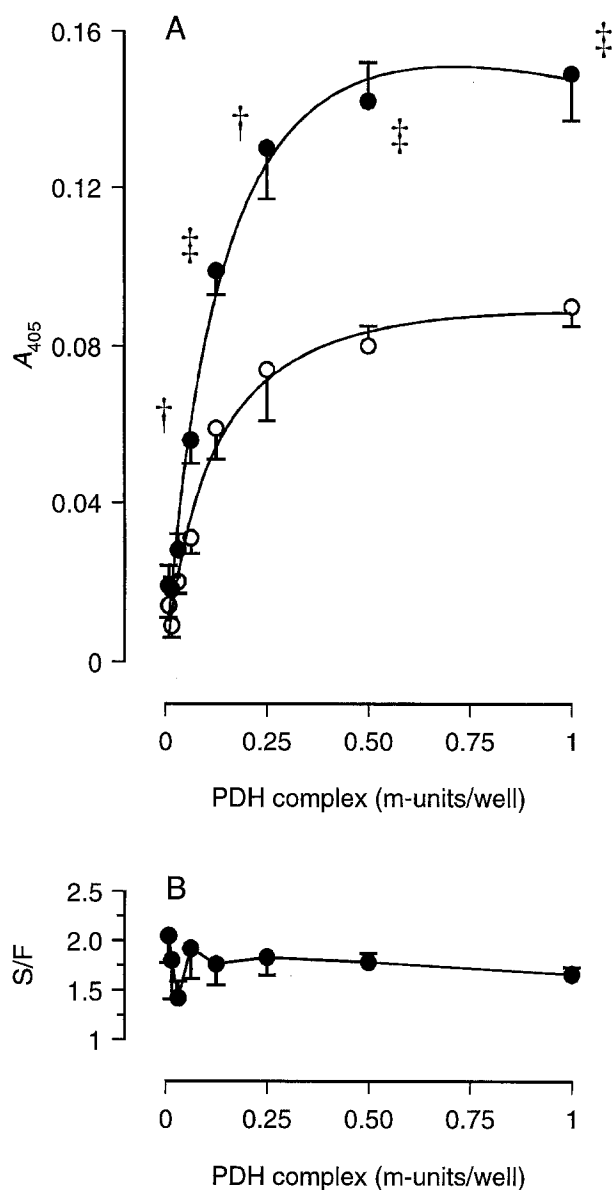 A
0.16
‡
†
‡
0.12
‡
A405
0.08
†
0.04
0
0 0.25 0.50 0.75 1
PDH complex (m-units/well)
B
2.5
2.0
S/F
1.5
1
0 0.25 0.50 0.75 1
PDH complex (m-units/well)